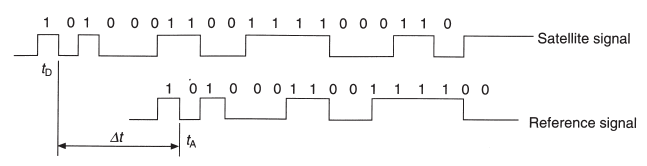 1 0 1 0 0 0 1 1 0 0 1 1 1 1 0 0 0 1 1 0
Satellite signal
tD
1 0 1 0 0 0 1 1 0 0 1 1 1 1 0 0
Reference signal
Δt
tA